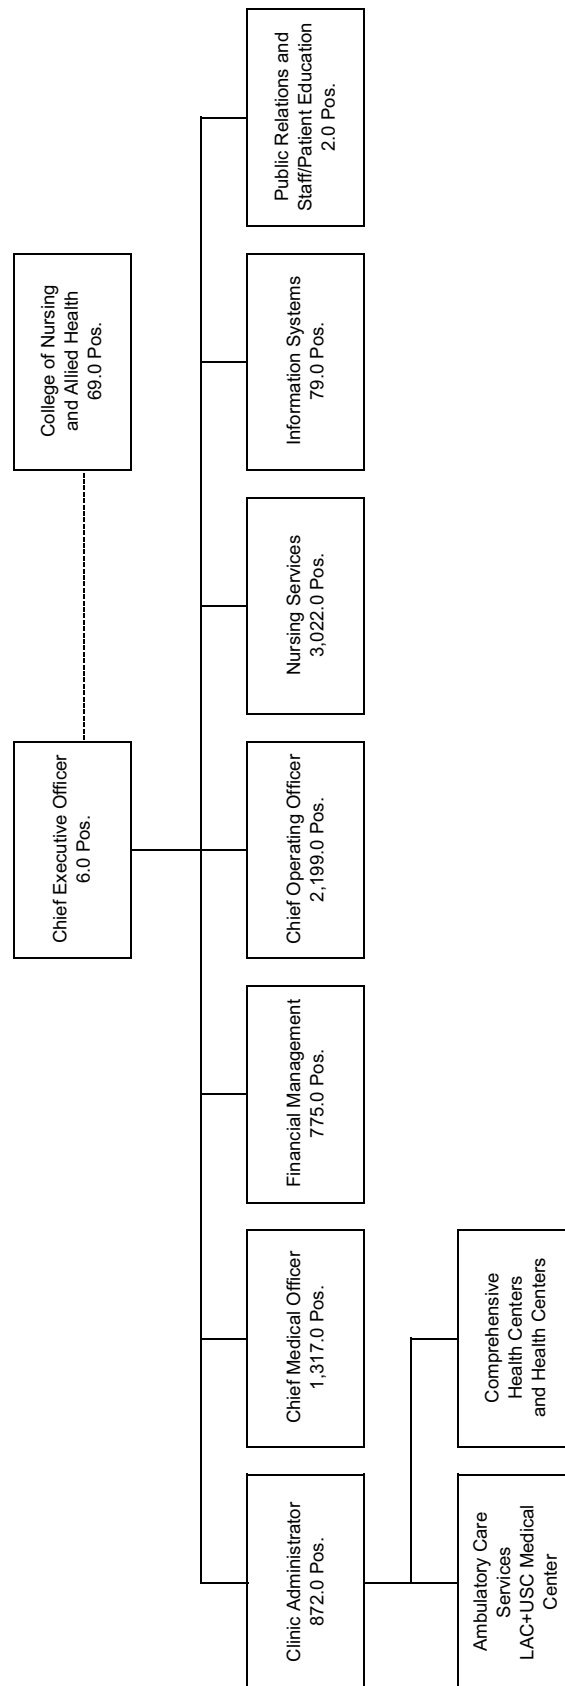 Chief Executive Officer
6.0 Pos.
College of Nursing
and Allied Health
69.0 Pos.
Clinic Administrator
872.0 Pos.
Chief Medical Officer
1,317.0 Pos.
Financial Management
775.0 Pos.
Chief Operating Officer
2,199.0 Pos.
Nursing Services
3,022.0 Pos.
Information Systems
79.0 Pos.
Public Relations and
Staff/Patient Education
2.0 Pos.
Ambulatory Care
Services
LAC+USC Medical
Center
Comprehensive
Health Centers
and Health Centers